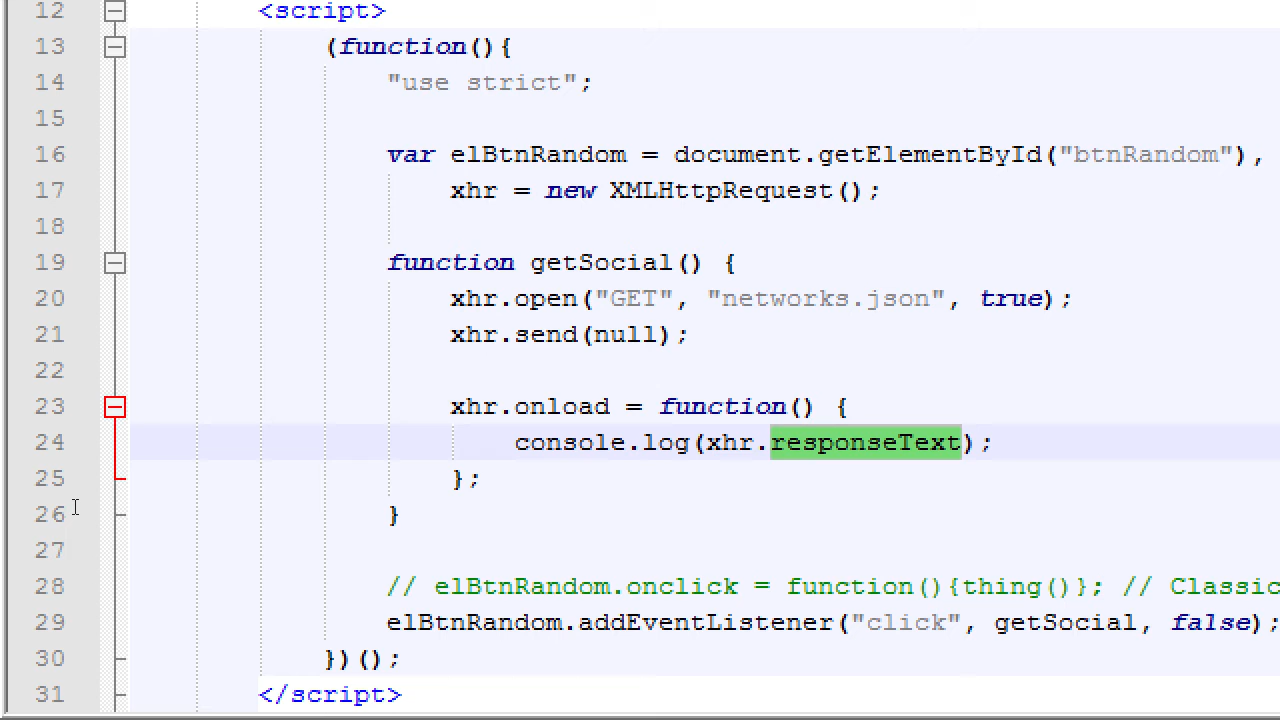 12 <script>
13 (function(){
14 "use strict";
15
16 var elBtnRandom = document.getElementById("btnRandom"),
17 xhr = new XMLHttpRequest();
18
19 function getSocial() {
20 xhr.open("GET", "networks.json", true);
21 xhr.send(null);
22
23 xhr.onload = function() {
24 console.log(xhr.responseText);
25 };
26 }
27
28 // elBtnRandom.onclick = function(){thing()}; // Classic
29 elBtnRandom.addEventListener("click", getSocial, false);
30 })();
31 </script>